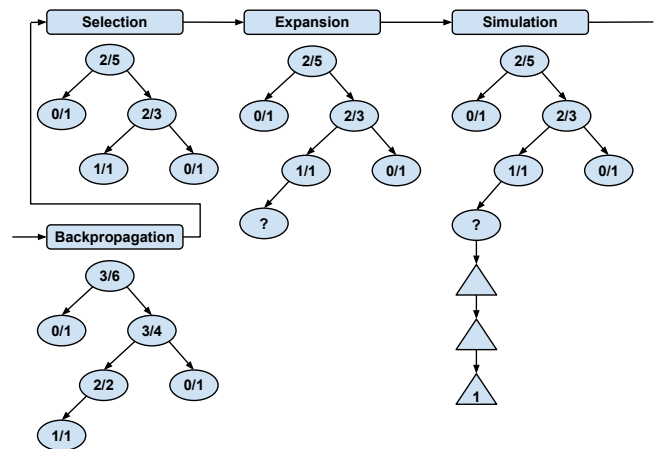 Selection Expansion Simulation
2/5 2/5 2/5
0/1 2/3 0/1 2/3 0/1 2/3
1/1 0/1 1/1 0/1 1/1 0/1
? ?
Backpropagation
3/6
0/1 3/4
2/2 0/1
1
1/1